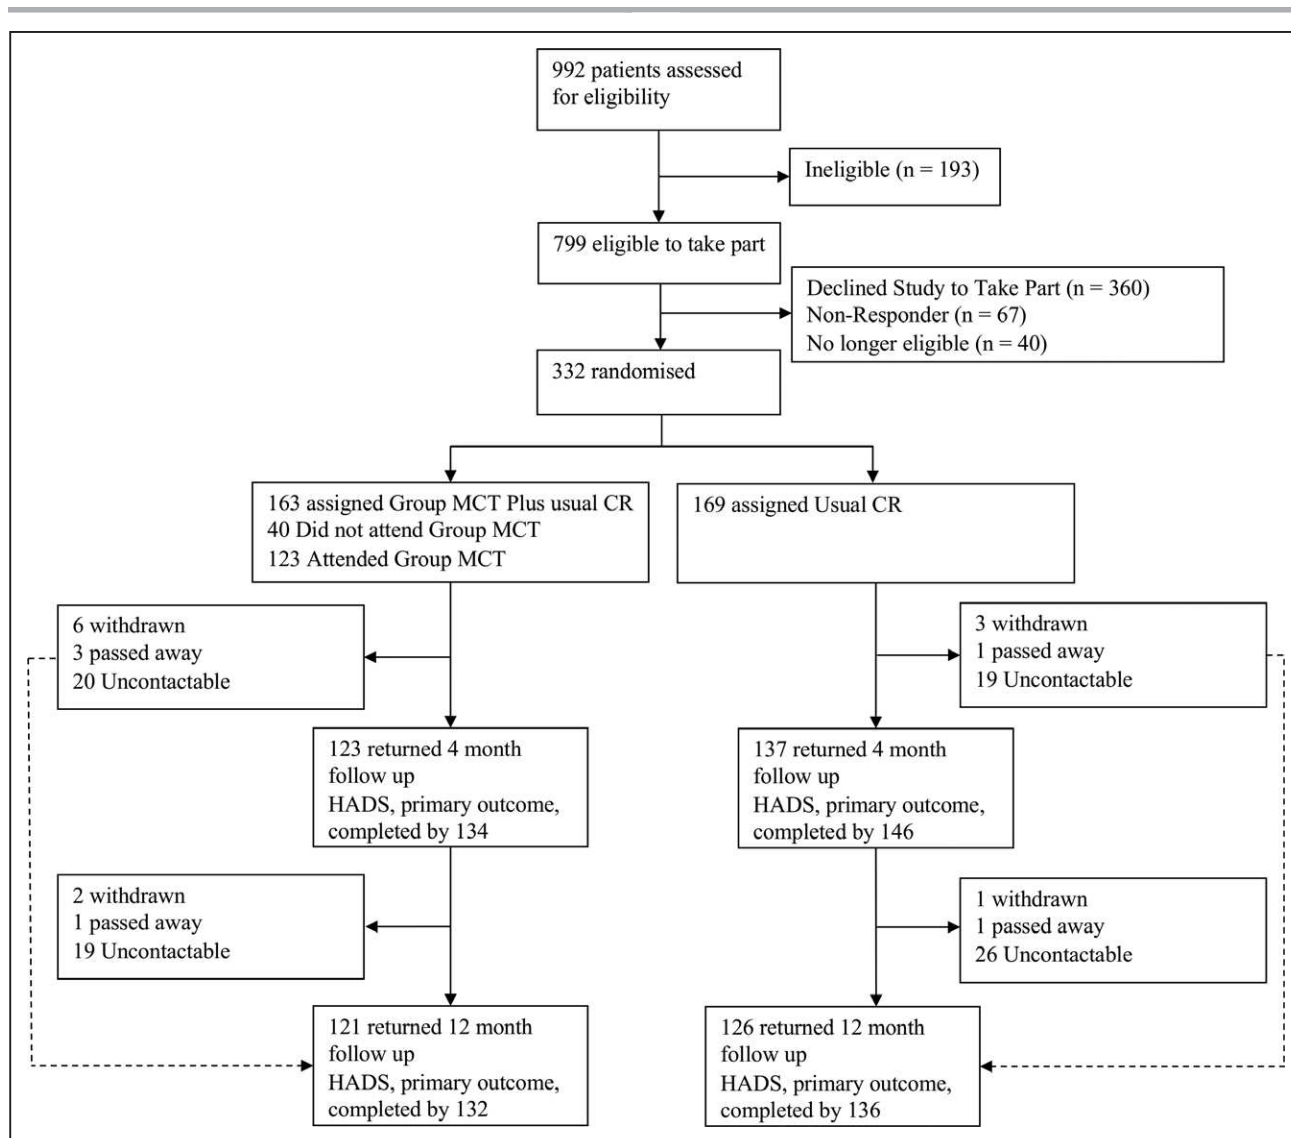 992 patients assessed
for eligibility
Ineligible (n = 193)
799 eligible to take part
Declined Study to Take Part (n = 360)
Non-Responder (n = 67)
No longer eligible (n = 40)
332 randomised
163 assigned Group MCT Plus usual CR
40 Did not attend Group MCT
123 Attended Group MCT
169 assigned Usual CR
6 withdrawn
3 passed away
20 Uncontactable
3 withdrawn
1 passed away
19 Uncontactable
123 returned 4 month
follow up
HADS, primary outcome,
completed by 134
137 returned 4 month
follow up
HADS, primary outcome,
completed by 146
2 withdrawn
1 passed away
19 Uncontactable
1 withdrawn
1 passed away
26 Uncontactable
121 returned 12 month
follow up
HADS, primary outcome,
completed by 132
126 returned 12 month
follow up
HADS, primary outcome,
completed by 136